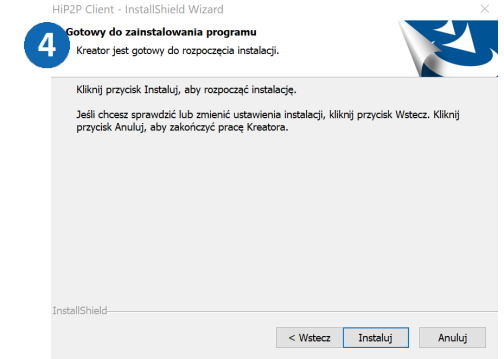 HiP2P Client - InstallShield Wizard
4
Gotowy do zainstalowania programu
Kreator jest gotowy do rozpoczęcia instalacji.
Kliknij przycisk Instaluj, aby rozpocząć instalację.
Jeśli chcesz sprawdzić lub zmienić ustawienia instalacji, kliknij przycisk Wstecz. Kliknij
przycisk Anuluj, aby zakończyć pracę Kreatora.
InstallShield
< Wstecz Instaluj Anuluj